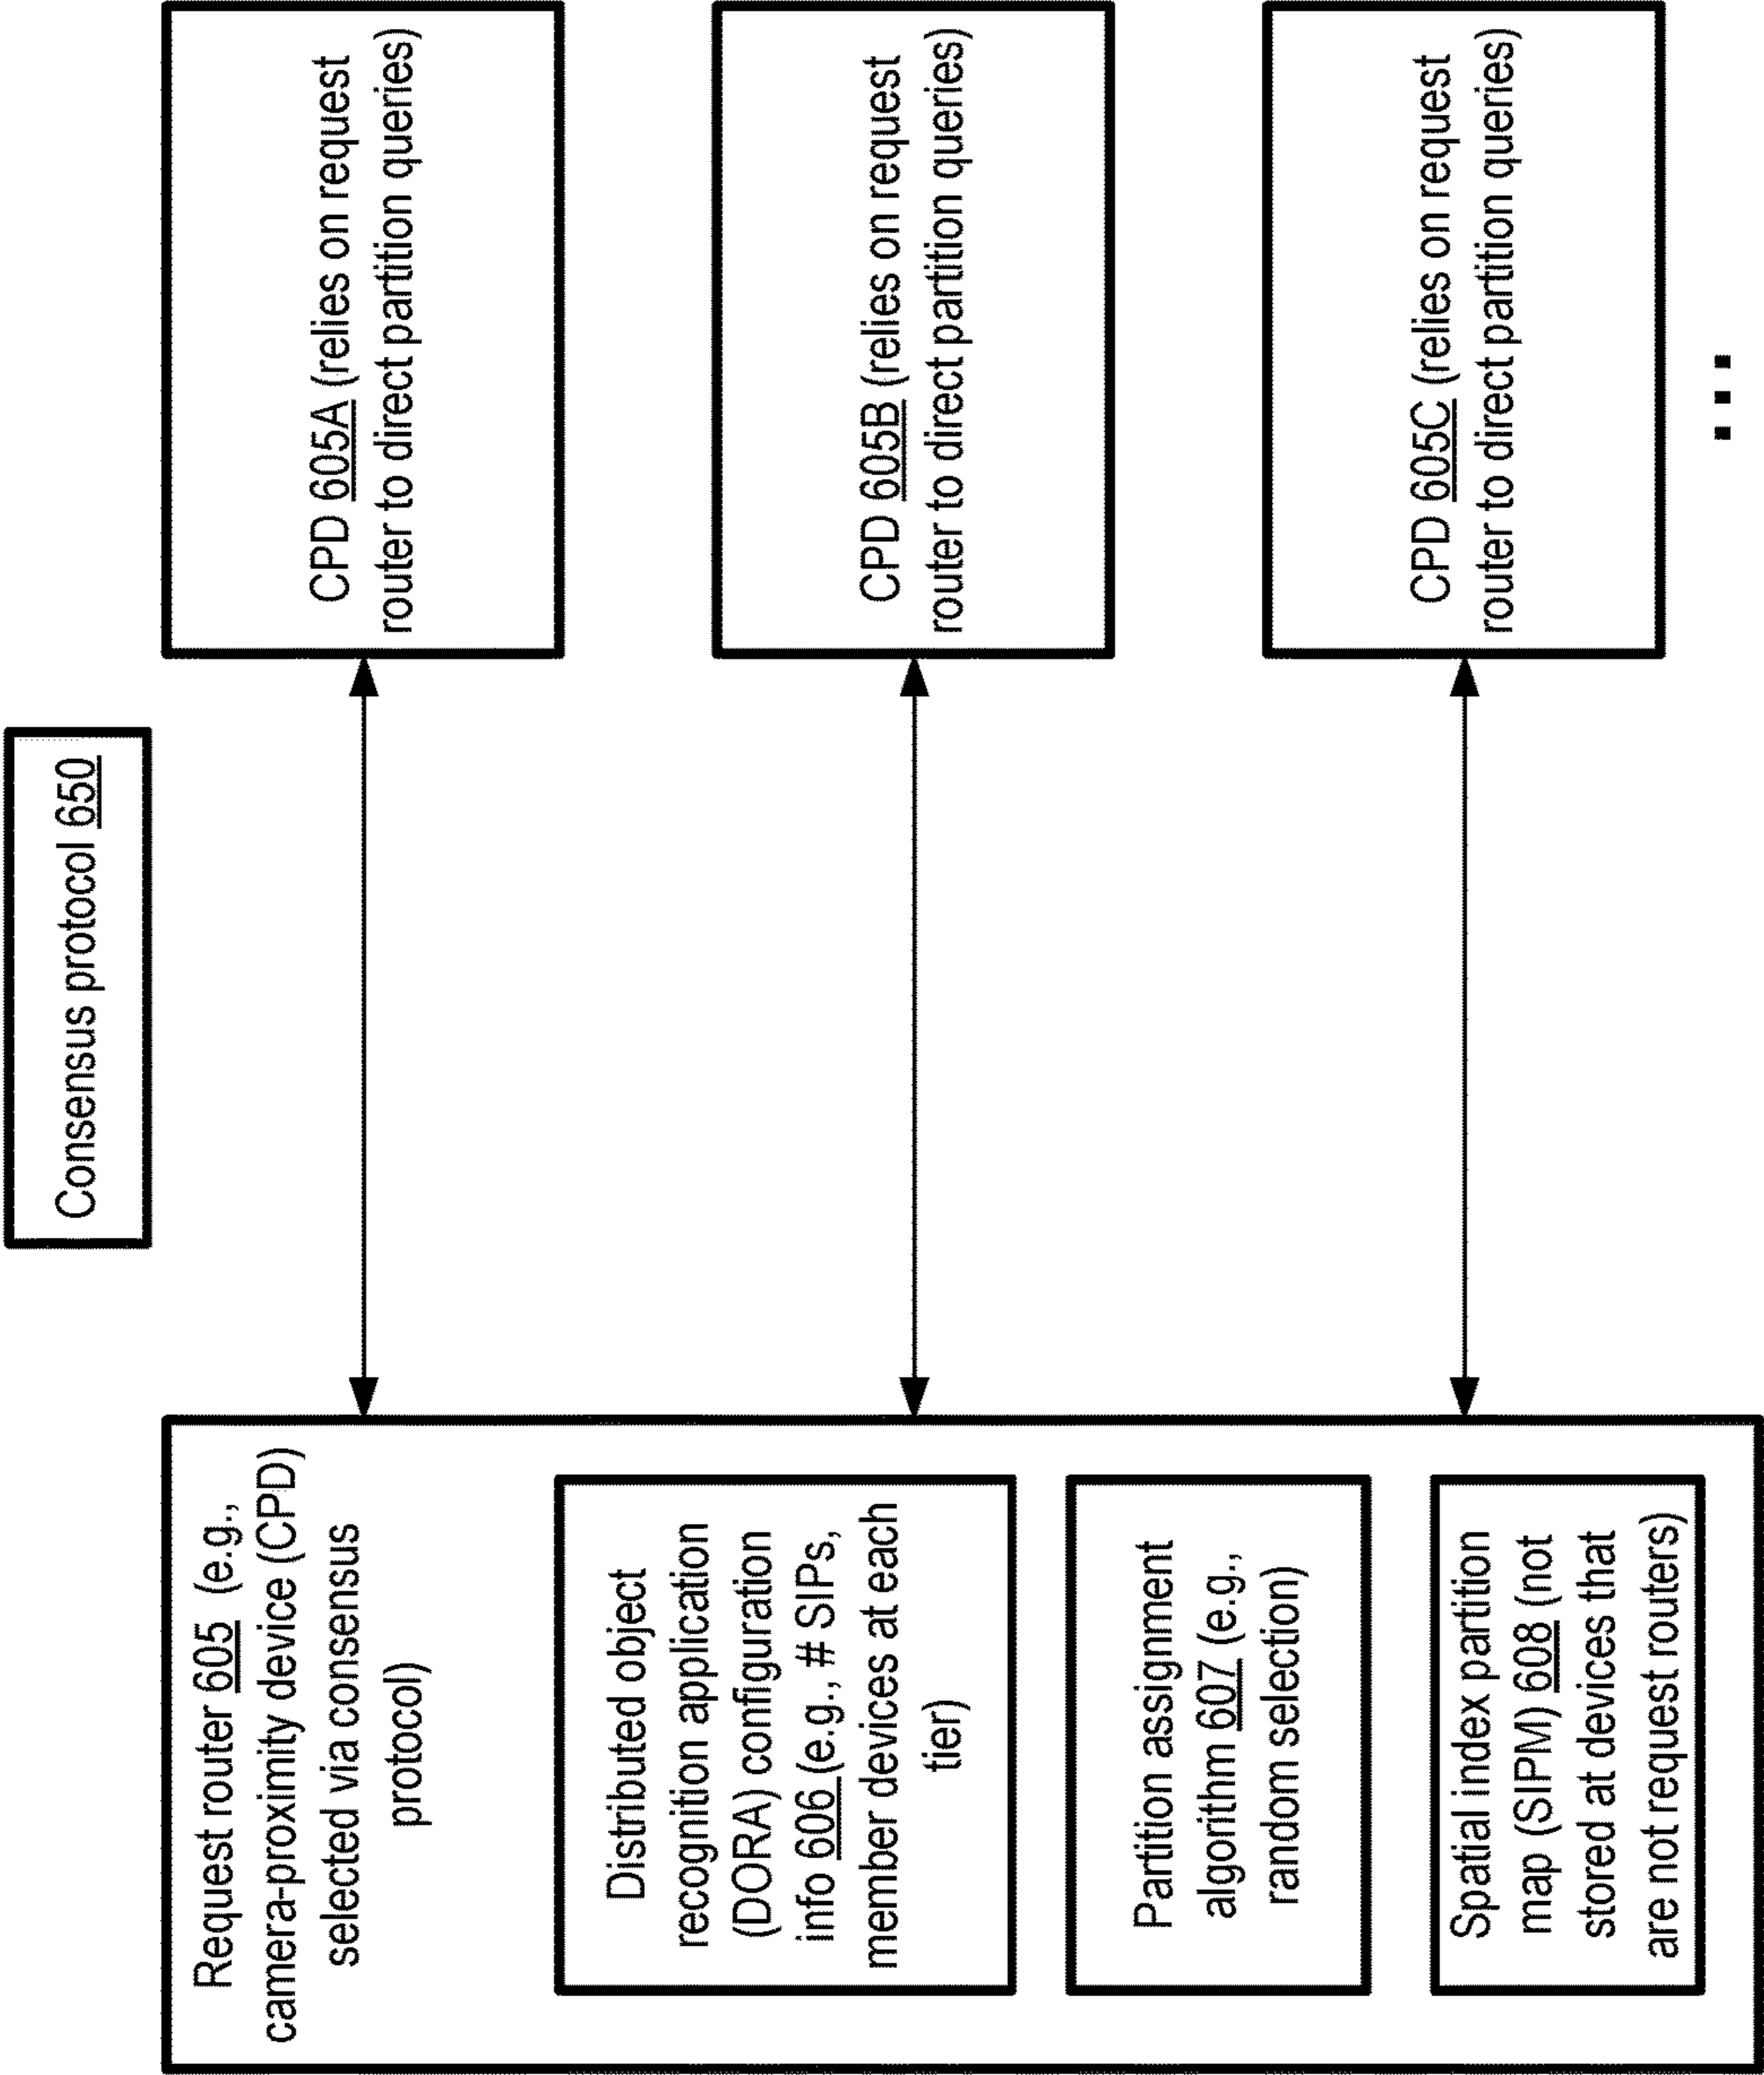 Consensus protocol 650
Request router 605 (e.g.,
camera-proximity device (CPD)
selected via consensus
protocol)
Distributed object
recognition application
(DORA) configuration
info 606 (e.g., # SIPs,
member devices at each
tier)
Partition assignment
algorithm 607 (e.g.,
random selection)
Spatial index partition
map (SIPM) 608 (not
stored at devices that
are not request routers)
CPD 605A (relies on request
router to direct partition queries)
CPD 605B (relies on request
router to direct partition queries)
CPD 605C (relies on request
router to direct partition queries)
...